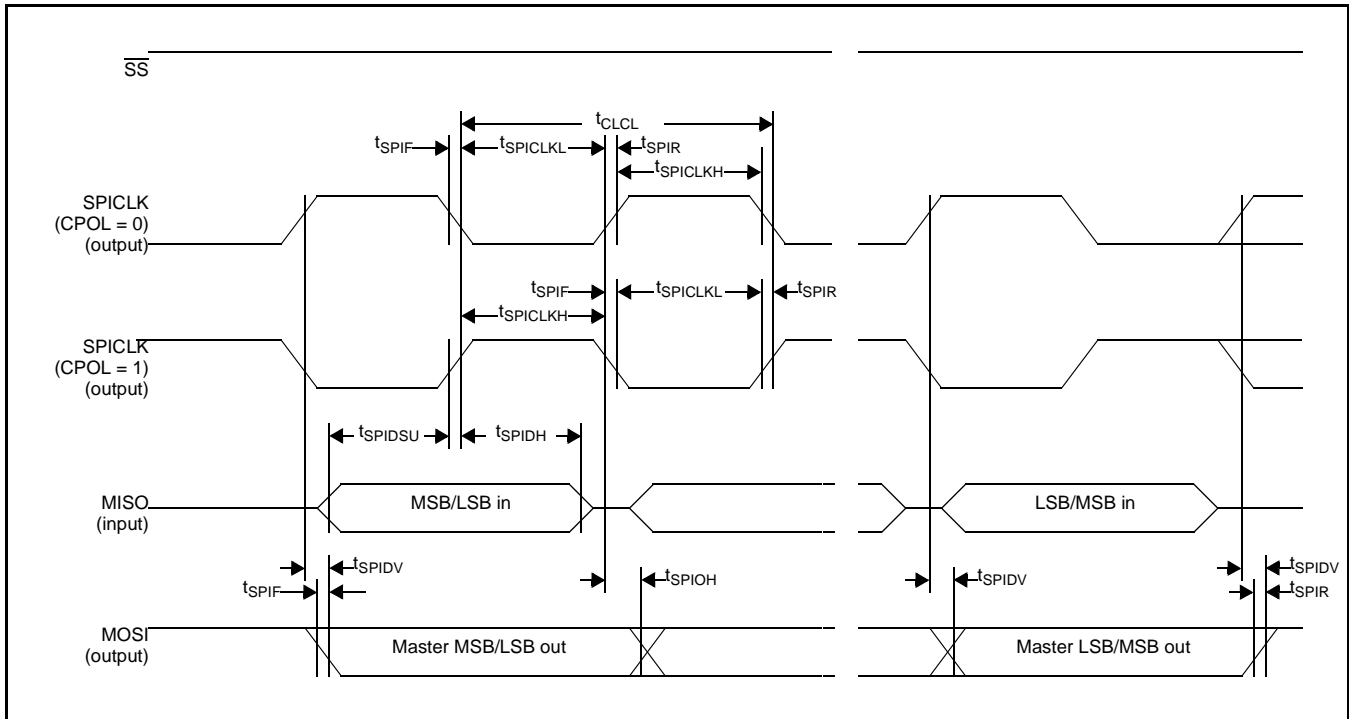 SS
tCLCL
tSPIF
tSPICLKL
tSPIR
tSPICLKH
SPICLK
(CPOL = 0)
(output)
tSPIF
tSPICLKL
tSPIR
tSPICLKH
SPICLK
(CPOL = 1)
(output)
tSPIDSU
tSPIDH
MISO
(input)
MSB/LSB in
LSB/MSB in
tSPIDV
tSPIOH
tSPIDV
tSPIDV
tSPIF
tSPIR
MOSI
(output)
Master MSB/LSB out
Master LSB/MSB out